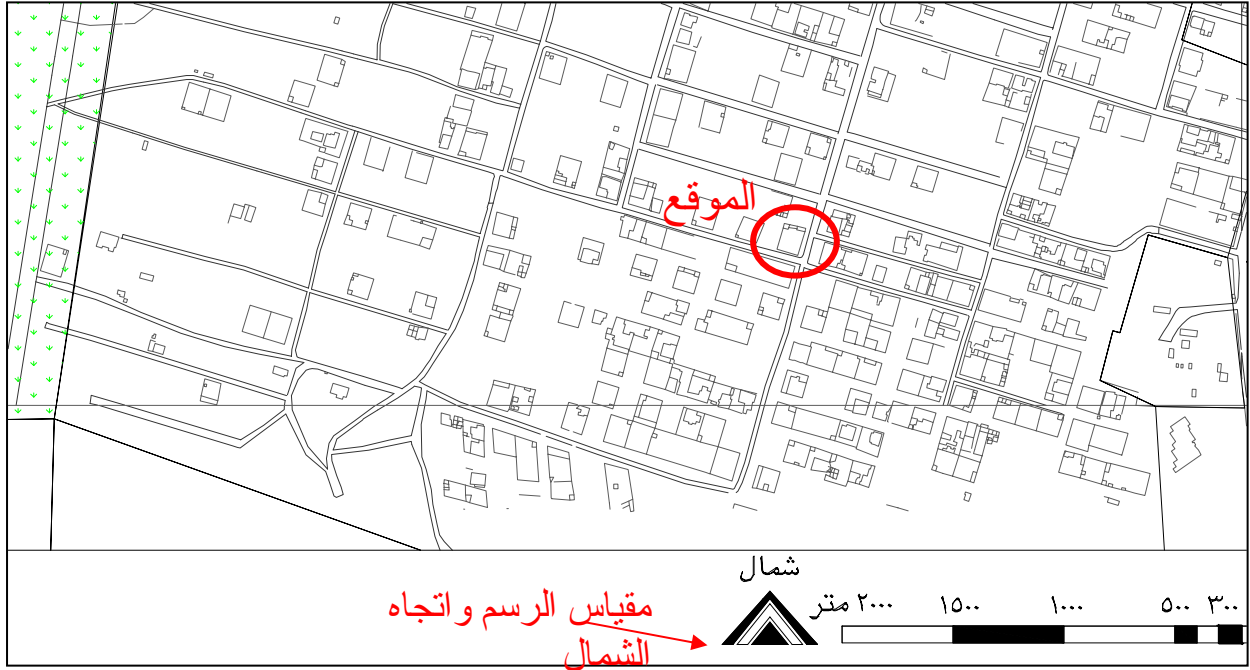 الموقع
شمال
مقياس الرسم واتجاه
الشمال
٣٠٠ ٥٠٠ ١٠٠٠ ١٥٠٠ ٢٠٠٠ متر